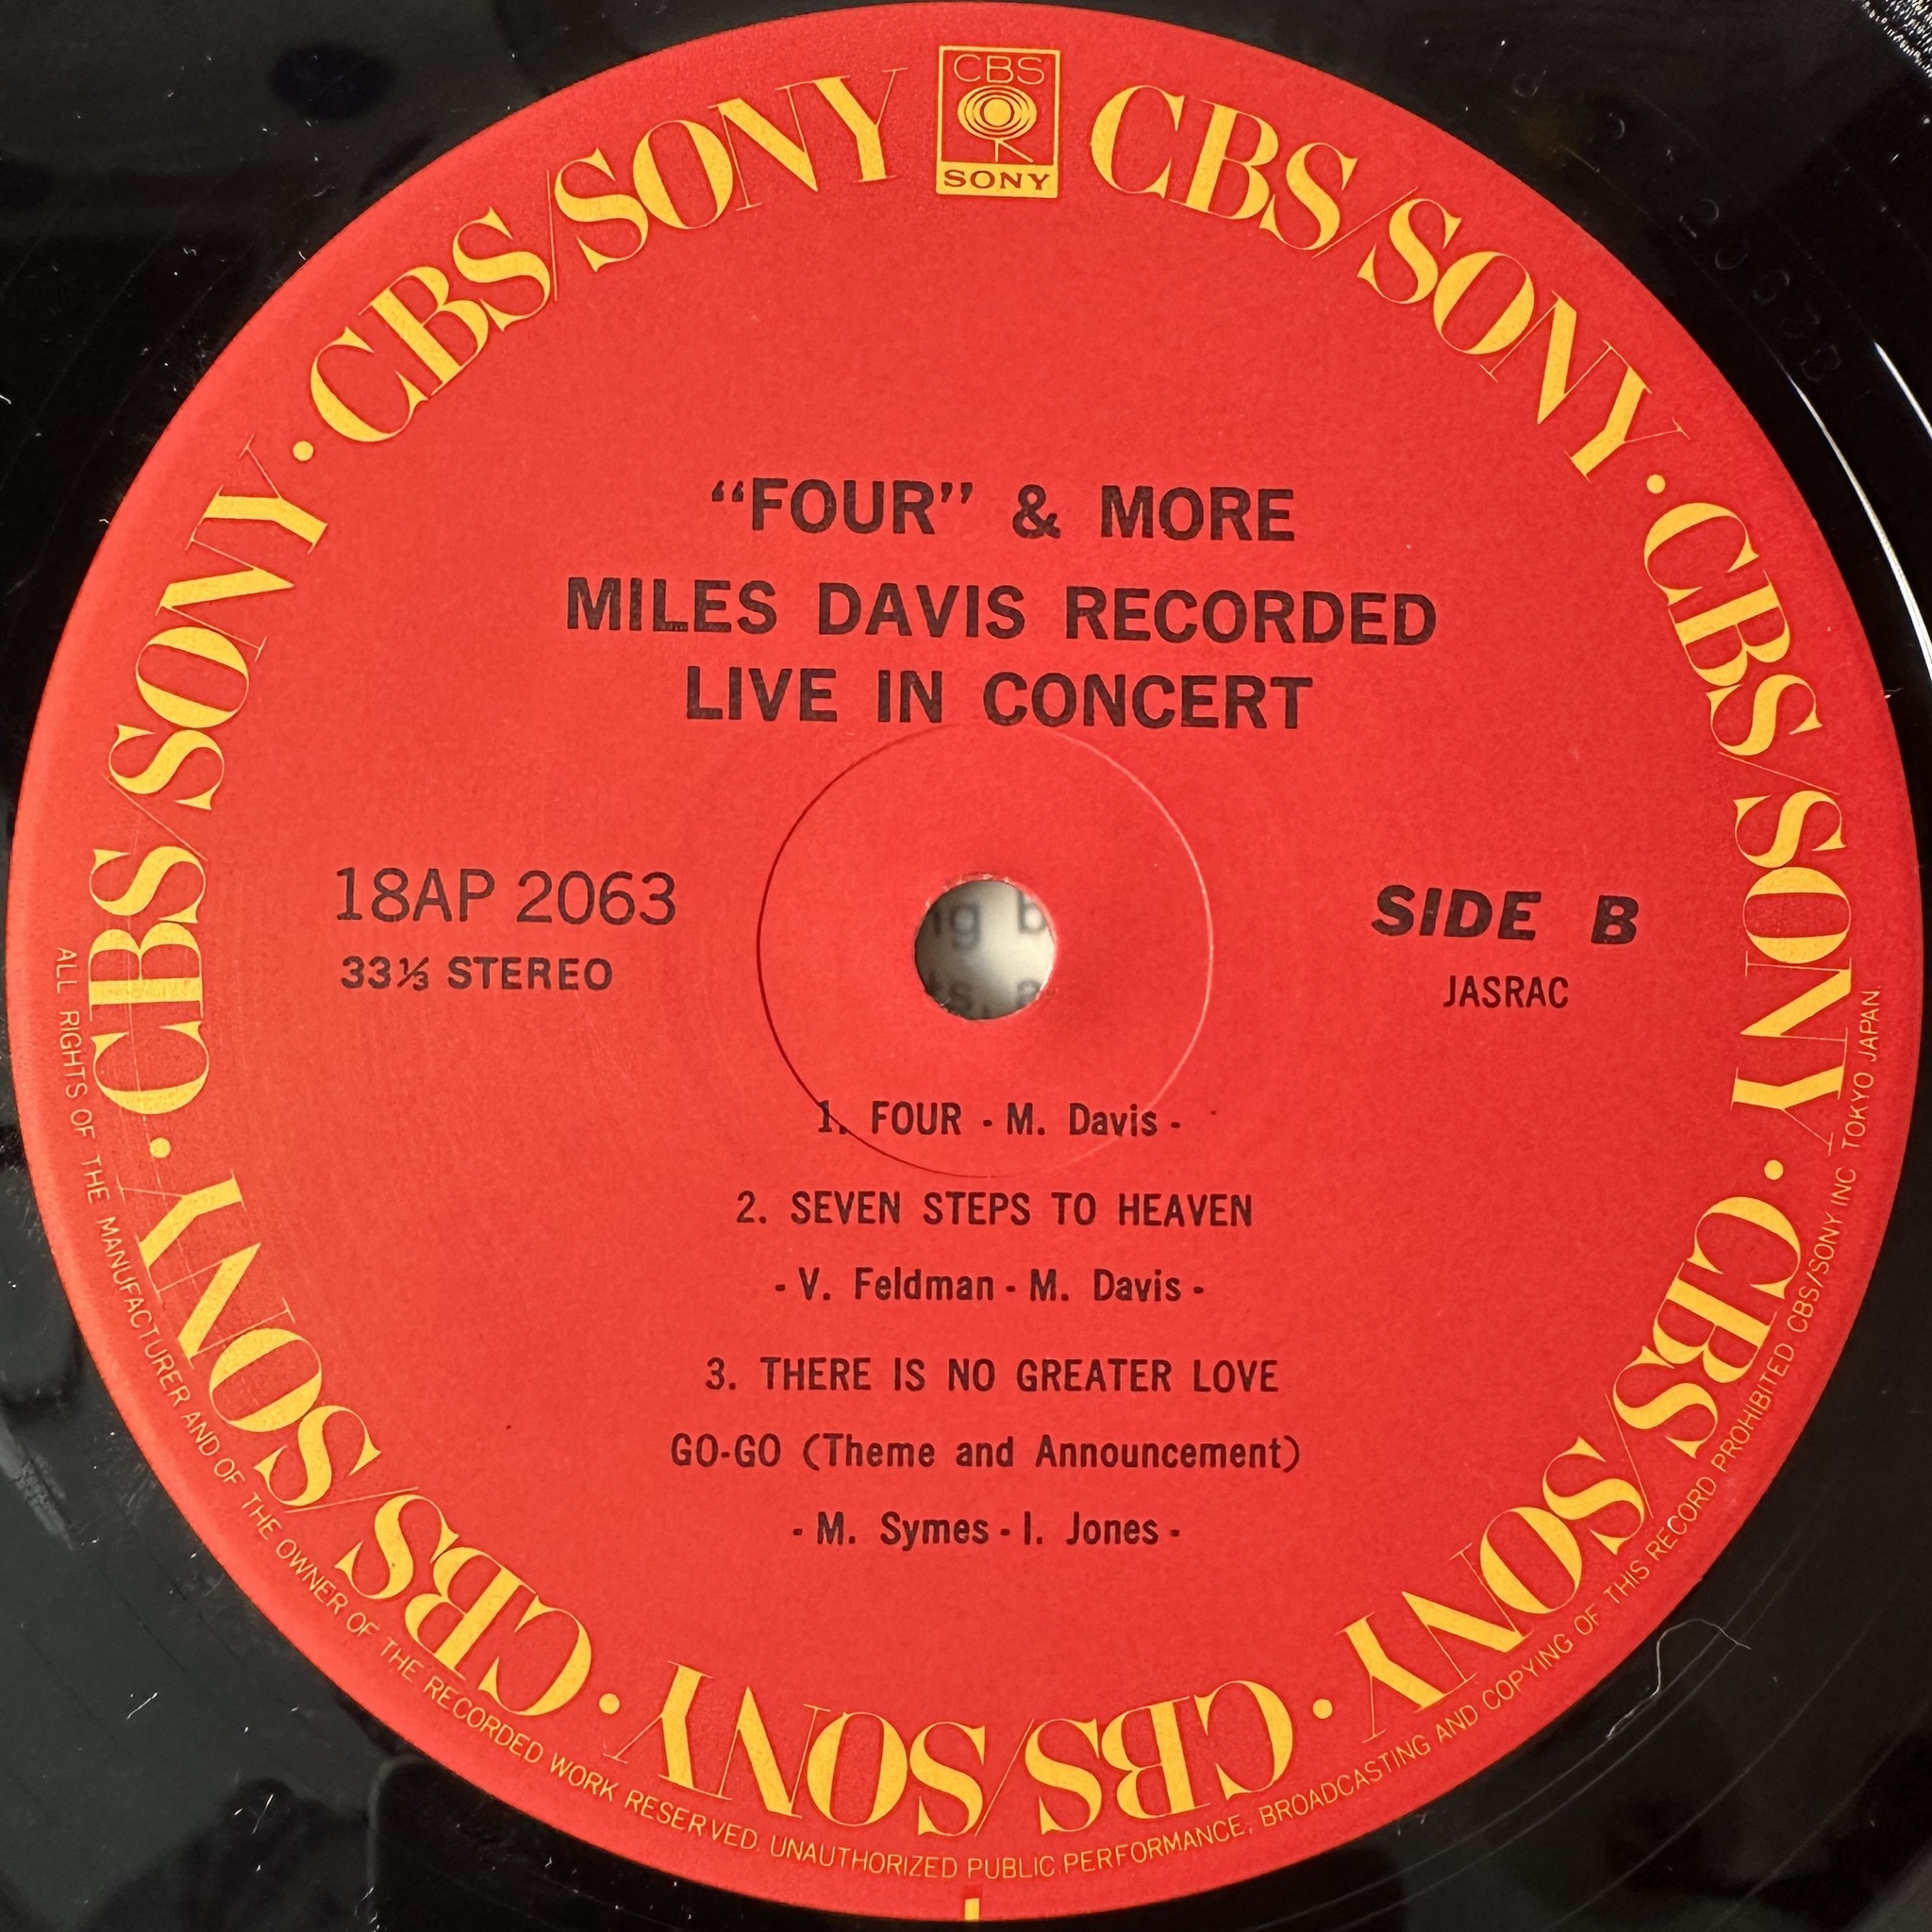 CBS
SONY
CBS/SONY · CBS/SONY · CBS/SONY · CBS/SONY · CBS/SONY · CBS/SONY · CBS/SONY
“FOUR” & MORE
MILES DAVIS RECORDED
LIVE IN CONCERT
18AP 2063
33⅓ STEREO
SIDE B
JASRAC
1. FOUR - M. Davis -
2. SEVEN STEPS TO HEAVEN
- V. Feldman - M. Davis -
3. THERE IS NO GREATER LOVE
GO-GO (Theme and Announcement)
- M. Symes - I. Jones -
ALL RIGHTS OF THE MANUFACTURER AND OF THE OWNER OF THE RECORDED WORK RESERVED. UNAUTHORIZED PUBLIC PERFORMANCE, BROADCASTING AND COPYING OF THIS RECORD PROHIBITED CBS/SONY INC TOKYO JAPAN.